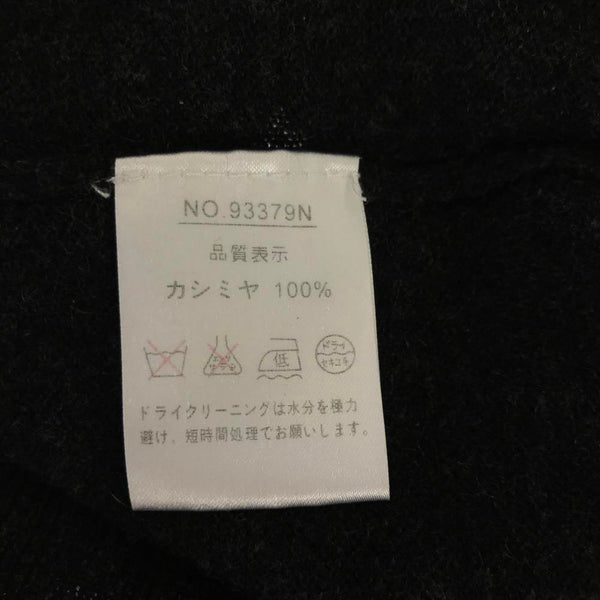 NO.93379N
品質表示
カシミヤ 100%
低 ドライ
セキユ系
ドライクリーニングは水分を極力
避け、短時間処理でお願いします。